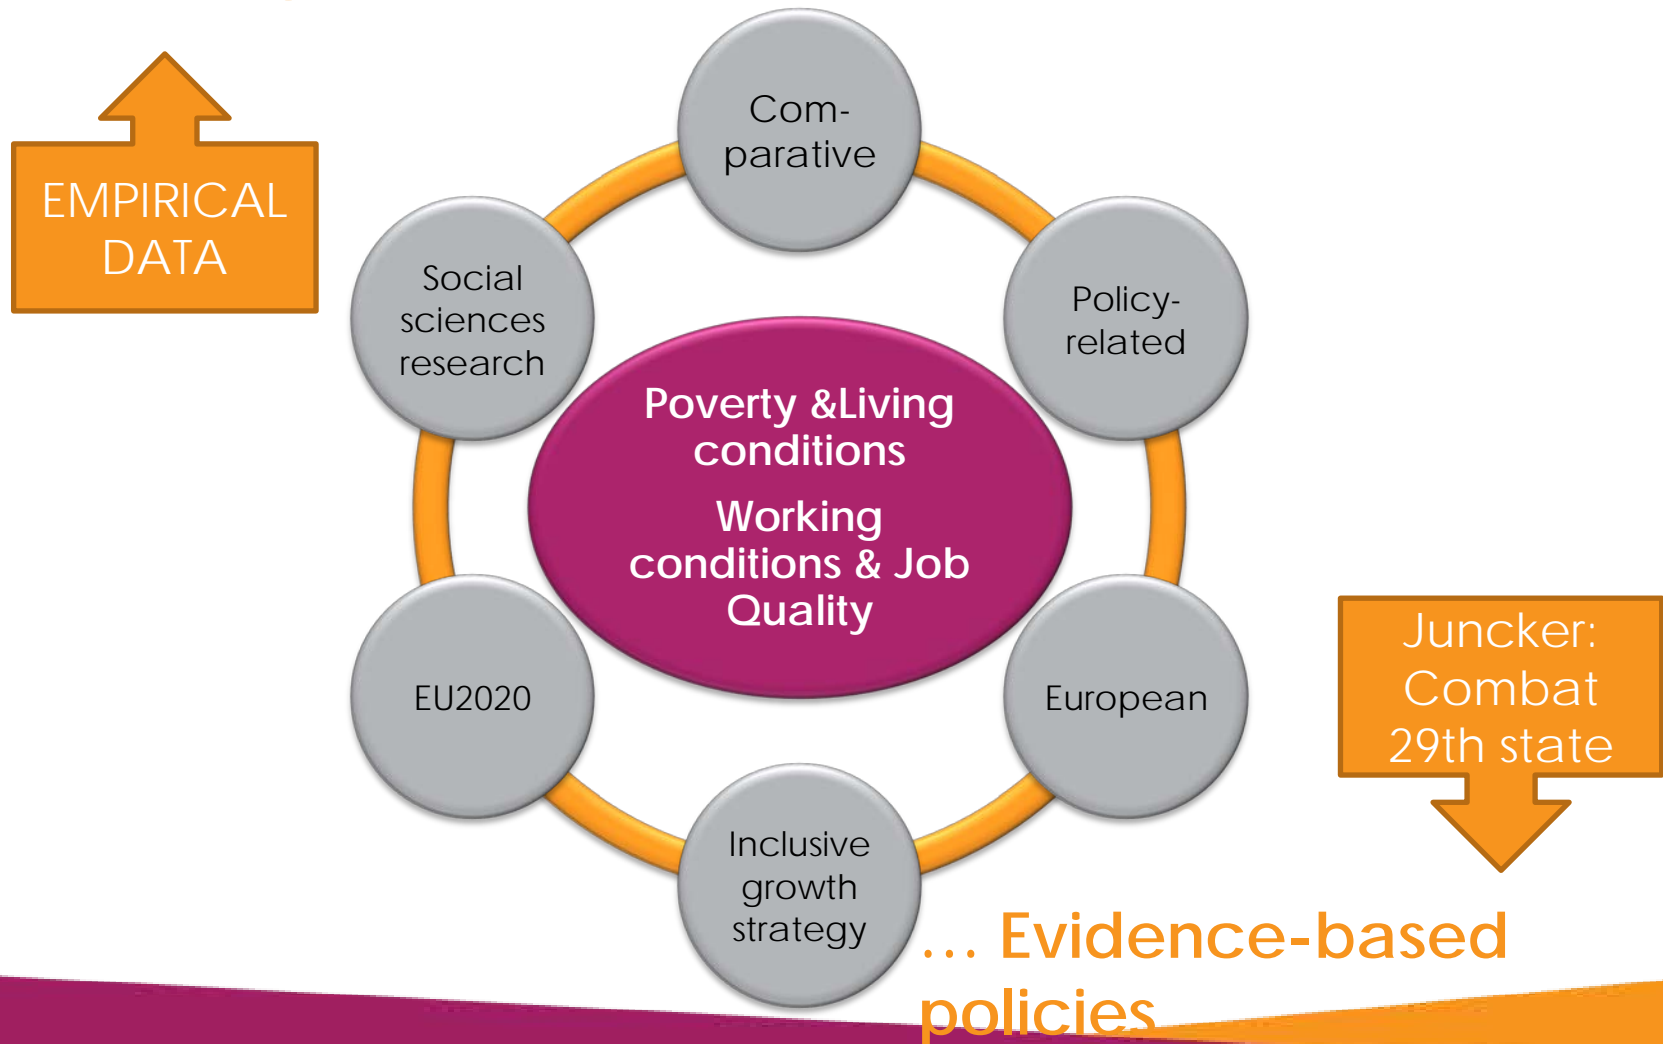 EMPIRICAL
DATA
Com-
parative
Social
sciences
research
Policy-
related
Poverty &Living
conditions
Working
conditions & Job
Quality
EU2020
European
Juncker:
Combat
29th state
Inclusive
growth
strategy
... Evidence-based
policies